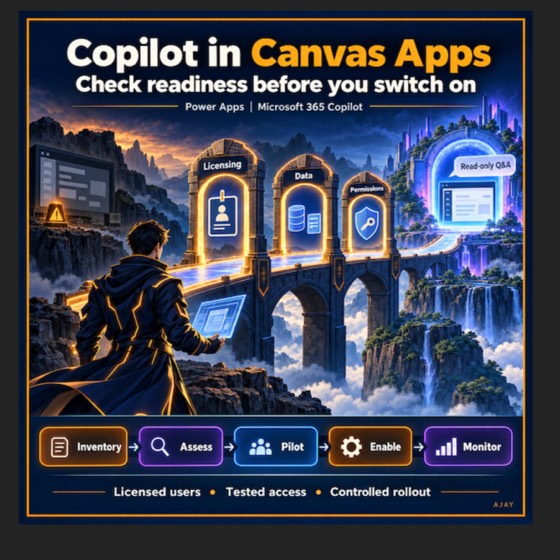 Copilot in Canvas Apps
Check readiness before you switch on
Power Apps | Microsoft 365 Copilot
Licensing
Data
Permissions
Read-only Q&A
Inventory
Assess
Pilot
Enable
Monitor
Licensed users • Tested access • Controlled rollout
AJAY